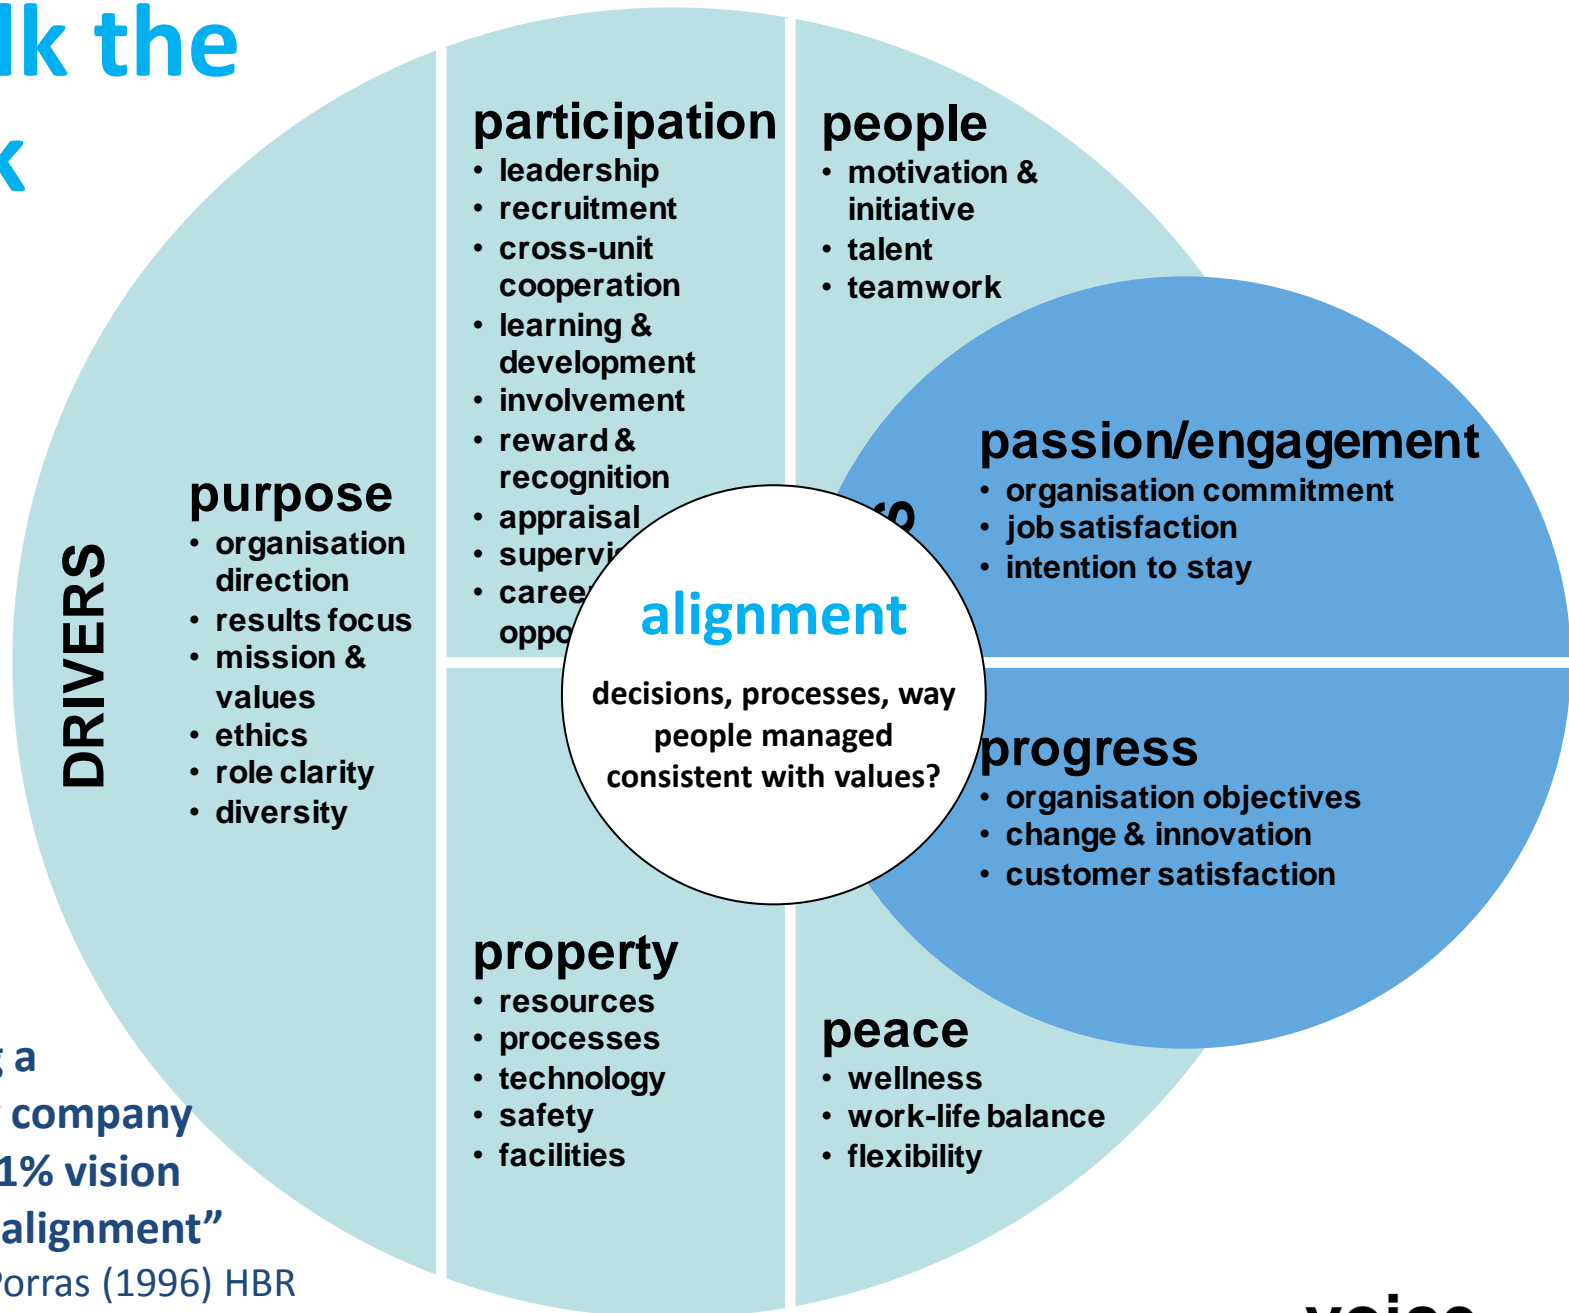 the
participation
• leadership
• recruitment
• cross-unit
cooperation
• learning &
development
• involvement
• reward &
recognition
• appraisal
people
• motivation &
initiative
• talent
• teamwork
passion/engagement
• organisation commitment
• job satisfaction
• intention to stay
DRIVERS
purpose
• organisation
direction
• results focus
• mission &
values
• ethics
• role clarity
• diversity
alignment
decisions, processes, way
people managed
consistent with values?
progress
• organisation objectives
• change & innovation
• customer satisfaction
property
• resources
• processes
• technology
• safety
• facilities
peace
• wellness
• work-life balance
• flexibility
a
company
1% vision
alignment”
Porras (1996) HBR